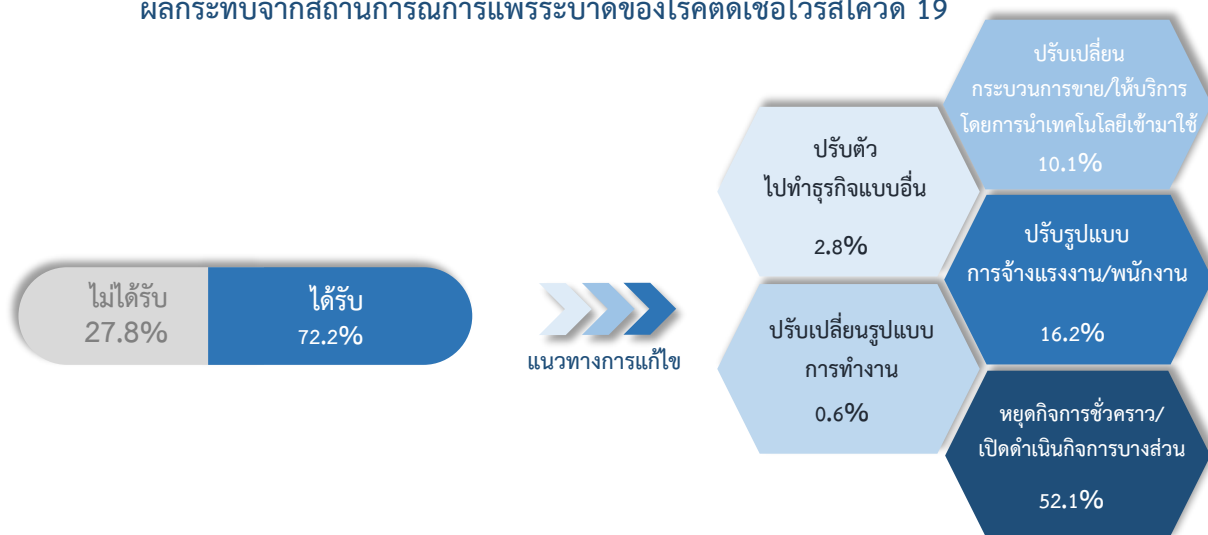 ผลกระทบจากสถานการณ์การแพร่ระบาดของโรคติดเชื้อไวรัสโควิด 19
ไม่ได้รับ
27.8%
ได้รับ
72.2%
แนวทางการแก้ไข
ปรับตัว
ไปทำธุรกิจแบบอื่น
2.8%
ปรับเปลี่ยนรูปแบบ
การทำงาน
0.6%
ปรับเปลี่ยน
กระบวนการขาย/ให้บริการ
โดยการนำเทคโนโลยีเข้ามาใช้
10.1%
ปรับรูปแบบ
การจ้างแรงงาน/พนักงาน
16.2%
หยุดกิจการชั่วคราว/
เปิดดำเนินกิจการบางส่วน
52.1%